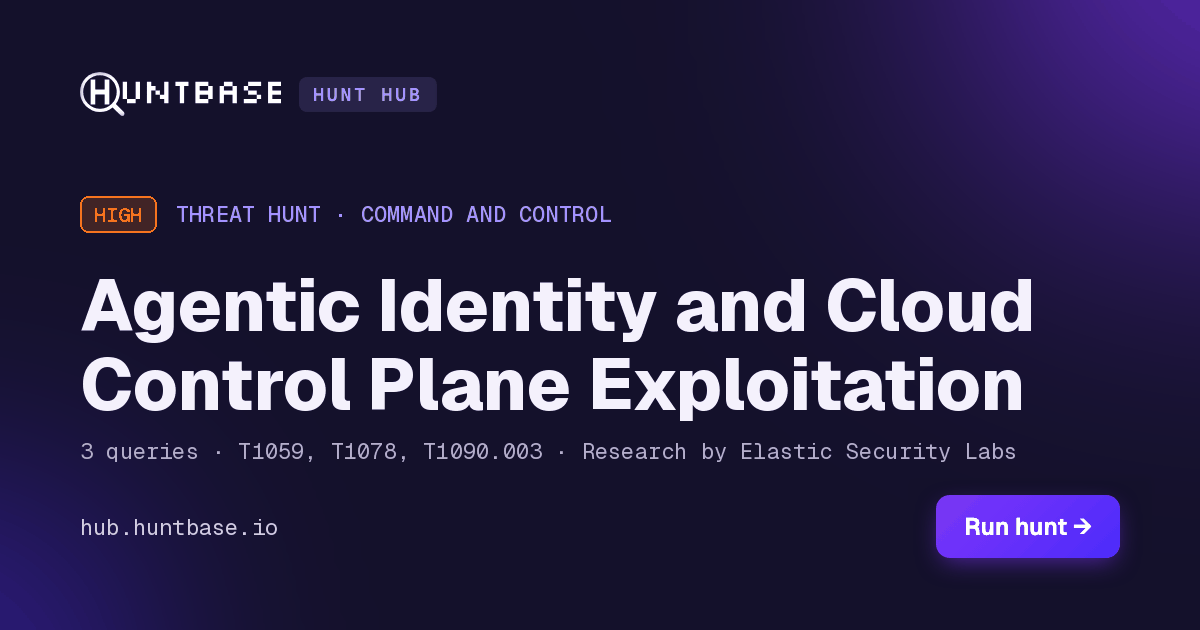 HUNTBASE HUNT HUB
HIGH THREAT HUNT · COMMAND AND CONTROL
Agentic Identity and Cloud
Control Plane Exploitation
3 queries · T1059, T1078, T1090.003 · Research by Elastic Security Labs
hub.huntbase.io
Run hunt →